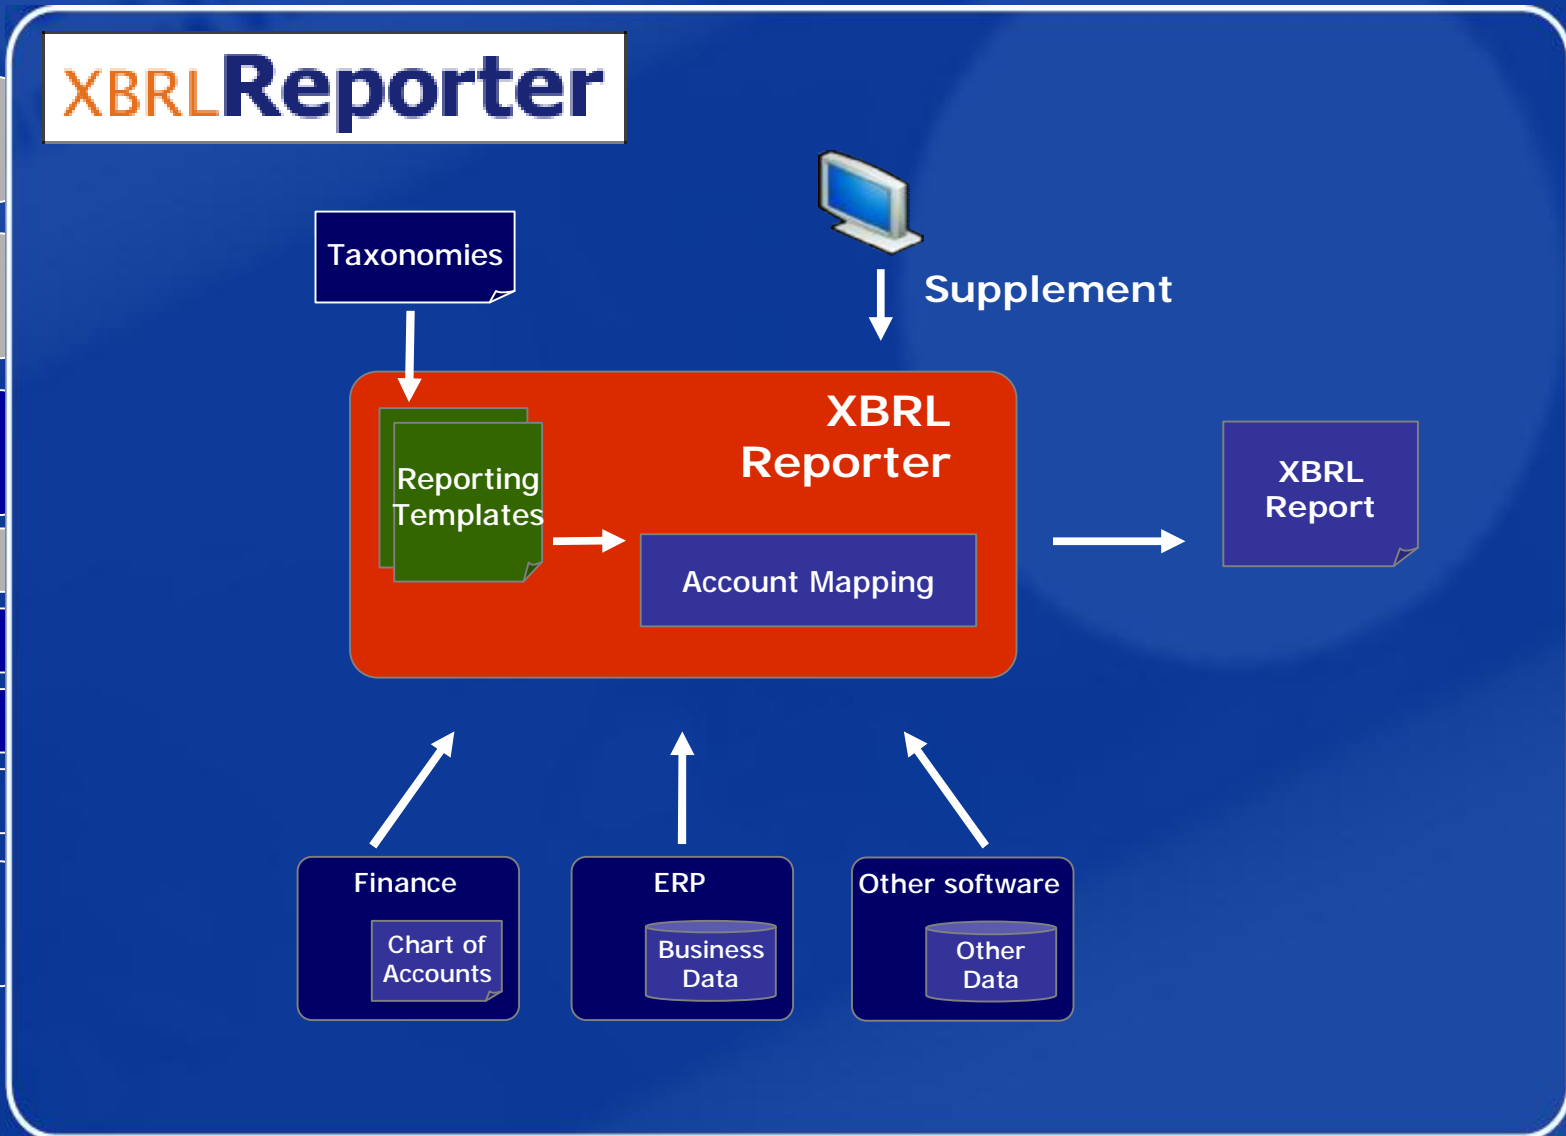 XBRLReporter
Taxonomies
Supplement
XBRL
Reporter
Reporting
Templates
Account Mapping
XBRL
Report
Finance
Chart of
Accounts
ERP
Business
Data
Other software
Other
Data